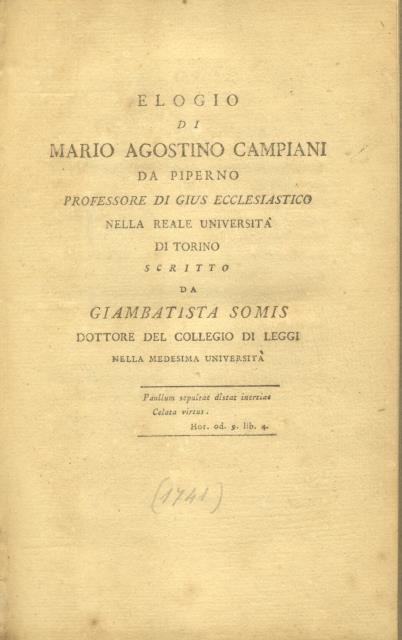 ELOGIO
DI
MARIO AGOSTINO CAMPIANI
DA PIPERNO
PROFESSORE DI GIUS ECCLESIASTICO
NELLA REALE UNIVERSITÀ
DI TORINO
SCRITTO
DA
GIAMBATISTA SOMIS
DOTTORE DEL COLLEGIO DI LEGGI
NELLA MEDESIMA UNIVERSITÀ
Paullum sepultae distat inertiae
Celata virtus.
Hor. od. 9. lib. 4.
(1741)